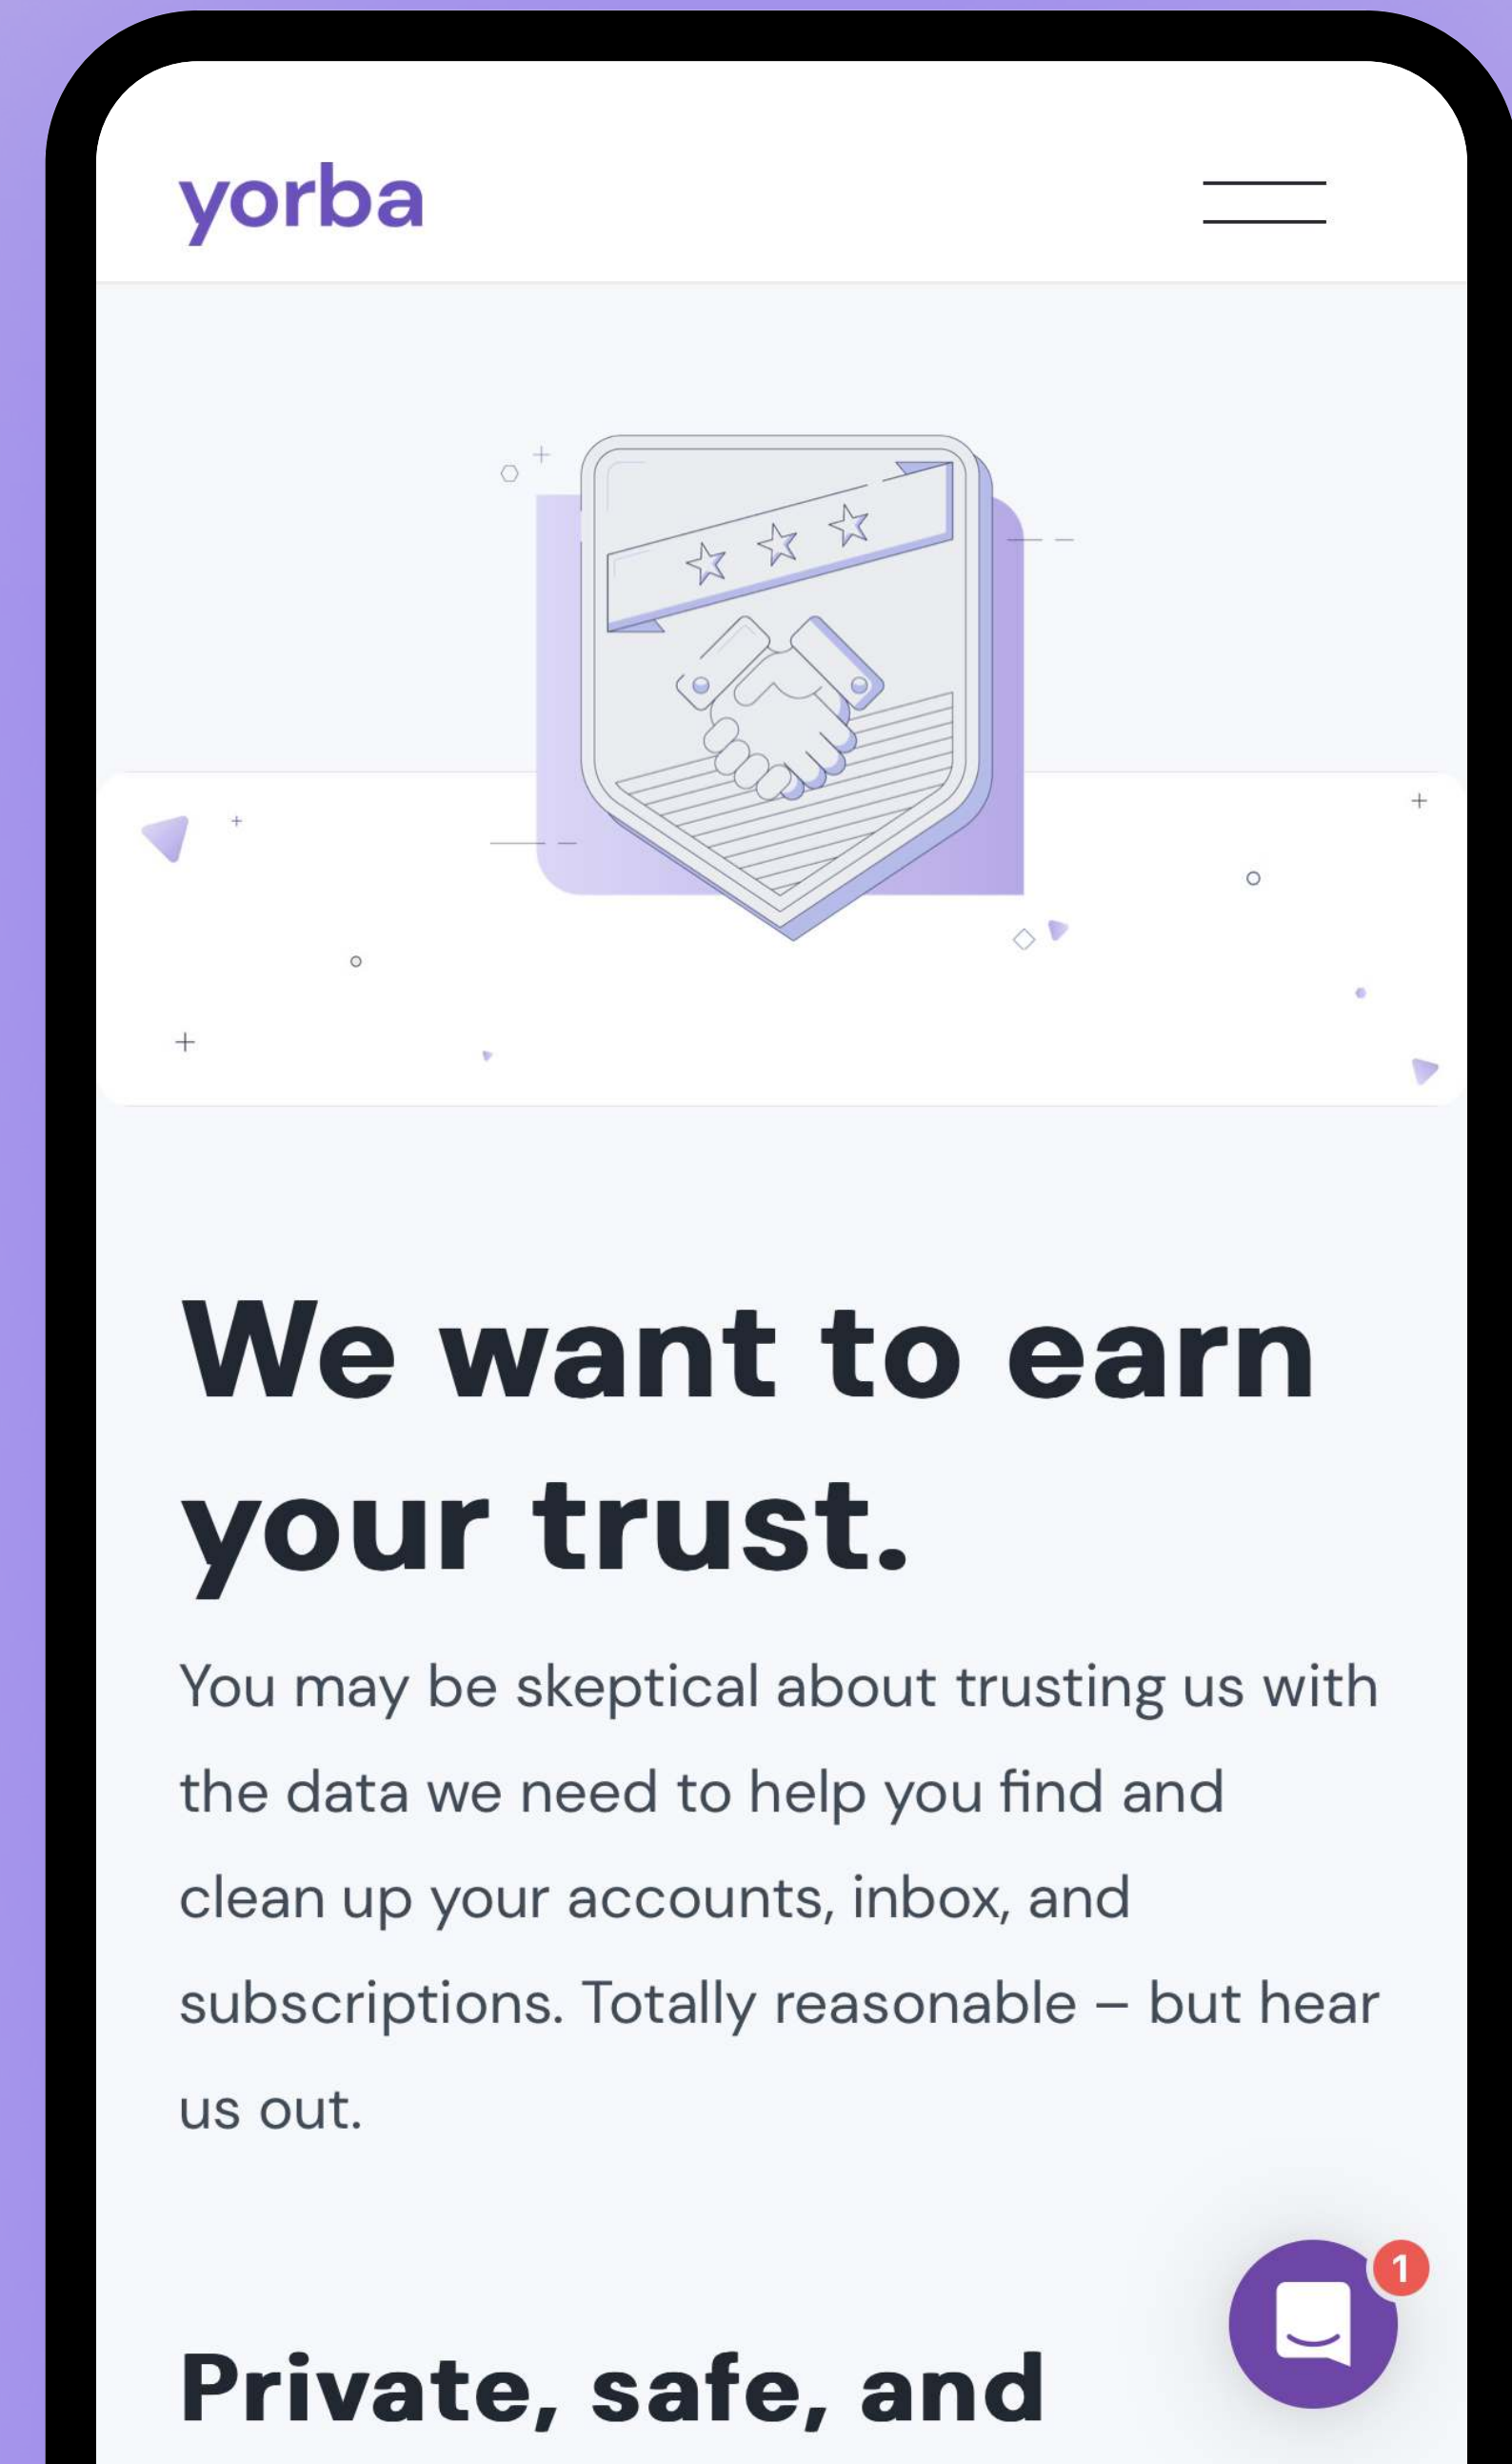 yorba
We want to earn
your trust.
You may be skeptical about trusting us with
the data we need to help you find and
clean up your accounts, inbox, and
subscriptions. Totally reasonable – but hear
us out.
1
Private, safe, and